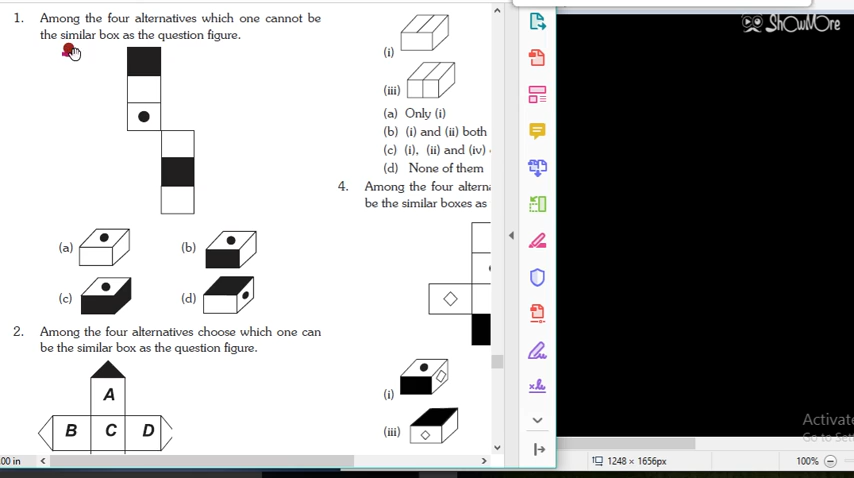 1. Among the four alternatives which one cannot be
the similar box as the question figure.
(a)
(b)
(c)
(d)
2. Among the four alternatives choose which one can
be the similar box as the question figure.
A
B C D
(i)
(iii)
(a) Only (i)
(b) (i) and (ii) both
(c) (i), (ii) and (iv)
(d) None of them
4. Among the four
be the similar boxes as
(i)
(iii)
ShowMore
00 in
1248 × 1656px
100%